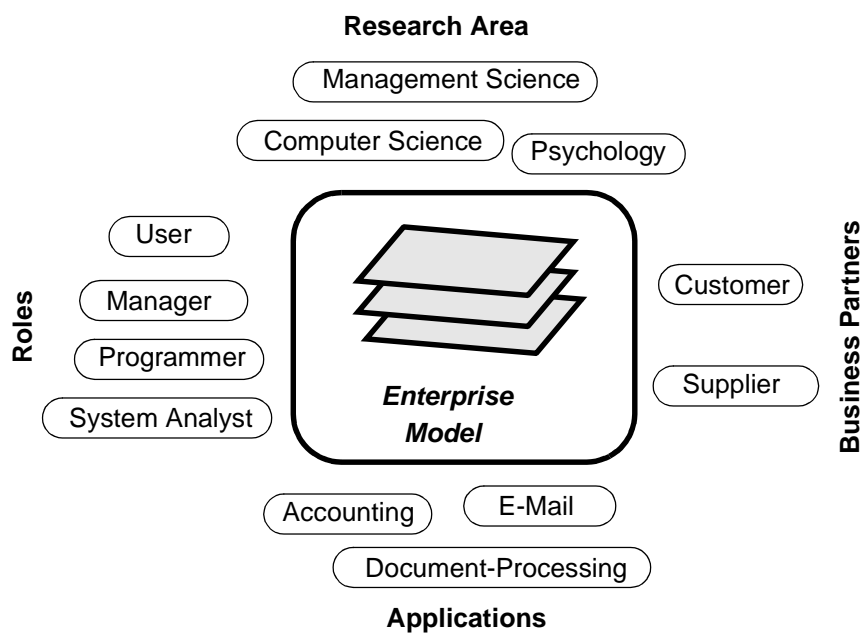 Research Area
Management Science
Computer Science
Psychology
User
Manager
Programmer
System Analyst
Roles
Enterprise
Model
Customer
Supplier
Business Partners
Accounting
E-Mail
Document-Processing
Applications